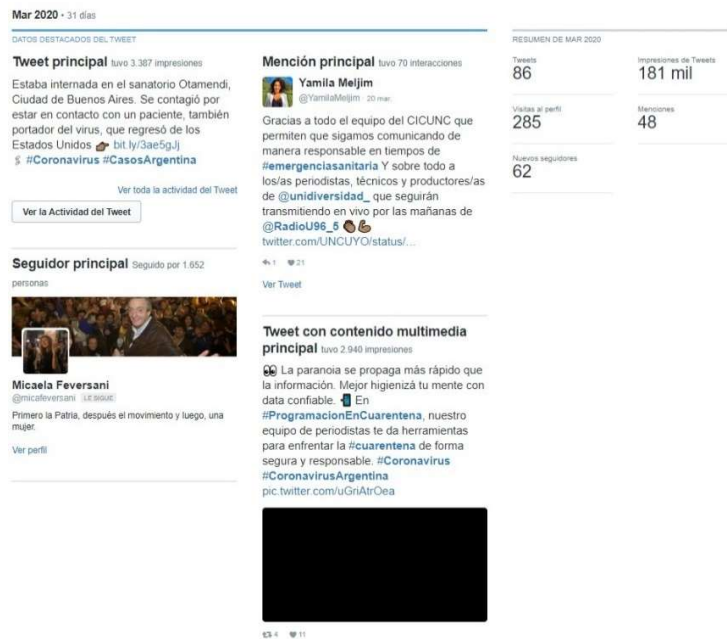 Mar 2020 • 31 días
DATOS DESTACADOS DEL TWEET
Tweet principal tuvo 3.387 impresiones
Estaba internada en el sanatorio Otamendi,
Ciudad de Buenos Aires. Se contagió por
estar en contacto con un paciente, también
portador del virus, que regresó de los
Estados Unidos bit.ly/3ae5gJj
#Coronavirus #CasosArgentina
Ver toda la actividad del Tweet
Ver la Actividad del Tweet
Seguidor principal Seguido por 1.652
personas
Micaela Feversani
@micafeversani LE SIGUE
Primero la Patria, después el movimiento y luego, una
mujer.
Ver perfil
Mención principal tuvo 70 interacciones
Yamila Meljim
@YamilaMeljim · 20 mar.
Gracias a todo el equipo del CICUNC que
permiten que sigamos comunicando de
manera responsable en tiempos de
#emergenciasanitaria Y sobre todo a
los/as periodistas, técnicos y productores/as
de @unidiversidad_ que seguirán
transmitiendo en vivo por las mañanas de
@RadioU96_5
twitter.com/UNCUYO/status/...
1 21
Ver Tweet
Tweet con contenido multimedia
principal tuvo 2.940 impresiones
La paranoia se propaga más rápido que
la información. Mejor higienizá tu mente con
data confiable. En
#ProgramacionEnCuarentena, nuestro
equipo de periodistas te da herramientas
para enfrentar la #cuarentena de forma
segura y responsable. #Coronavirus
#CoronavirusArgentina
pic.twitter.com/uGriAtrOea
4 11
RESUMEN DE MAR 2020
Tweets
86
Impresiones de Tweets
181 mil
Visitas al perfil
285
Menciones
48
Nuevos seguidores
62